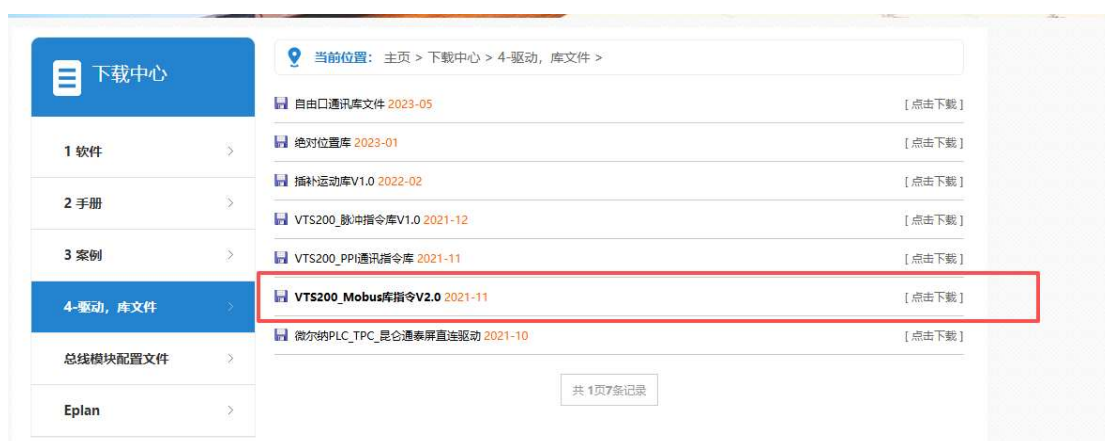 下载中心
1 软件
2 手册
3 案例
4-驱动，库文件
总线模块配置文件
Eplan
当前位置： 主页 > 下载中心 > 4-驱动，库文件 >
自由口通讯库文件 2023-05 [ 点击下载 ]
绝对位置库 2023-01 [ 点击下载 ]
插补运动库V1.0 2022-02 [ 点击下载 ]
VTS200_脉冲指令库V1.0 2021-12 [ 点击下载 ]
VTS200_PPI通讯指令库 2021-11 [ 点击下载 ]
VTS200_Mobus库指令V2.0 2021-11 [ 点击下载 ]
微尔纳PLC_TPC_昆仑通泰屏直连驱动 2021-10 [ 点击下载 ]
共 1页7条记录